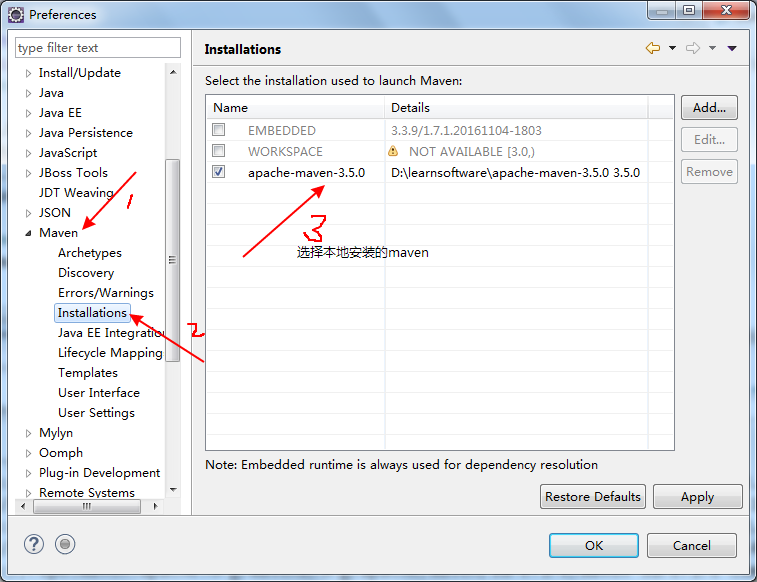 Preferences
type filter text
Install/Update
Java
Java EE
Java Persistence
JavaScript
JBoss Tools
JDT Weaving
JSON
Maven
Archetypes
Discovery
Errors/Warnings
Installations
Java EE Integratio
Lifecycle Mapping
Templates
User Interface
User Settings
Mylyn
Oomph
Plug-in Development
Remote Systems
1
2
Installations
Select the installation used to launch Maven:
Name Details
EMBEDDED 3.3.9/1.7.1.20161104-1803
WORKSPACE NOT AVAILABLE [3.0,)
apache-maven-3.5.0 D:\learnsoftware\apache-maven-3.5.0 3.5.0
3
选择本地安装的maven
Add...
Edit...
Remove
Note: Embedded runtime is always used for dependency resolution
Restore Defaults Apply
? OK Cancel